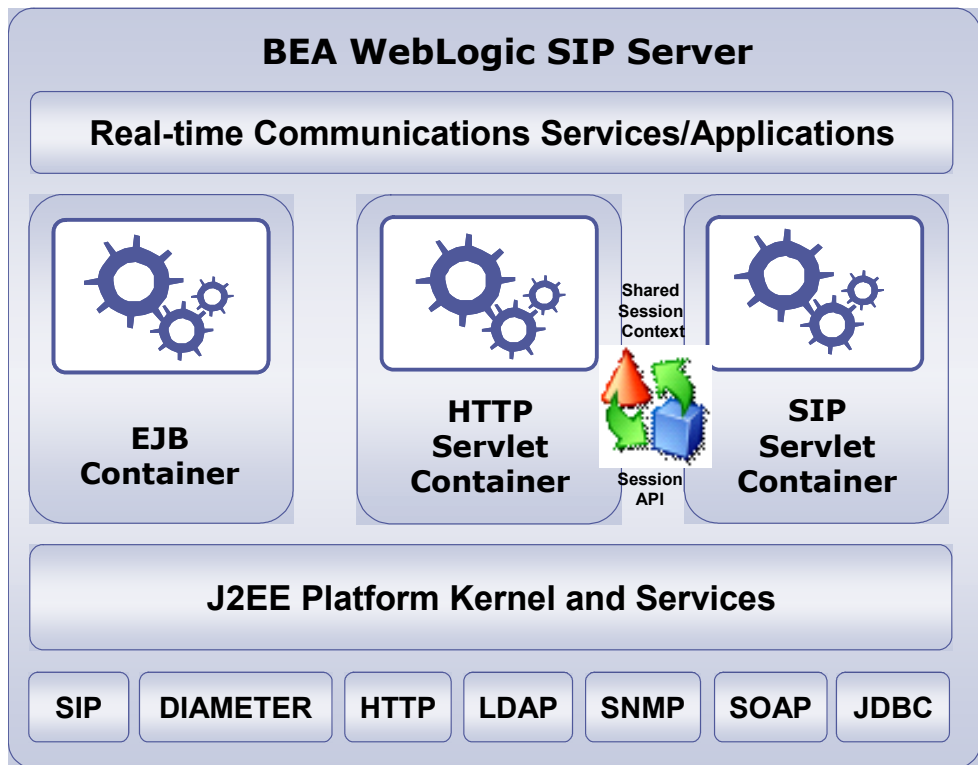 BEA WebLogic SIP Server
Real-time Communications Services/Applications
EJB
Container
HTTP
Servlet
Container
Shared
Session
Context
Session
API
SIP
Servlet
Container
J2EE Platform Kernel and Services
SIP
DIAMETER
HTTP
LDAP
SNMP
SOAP
JDBC